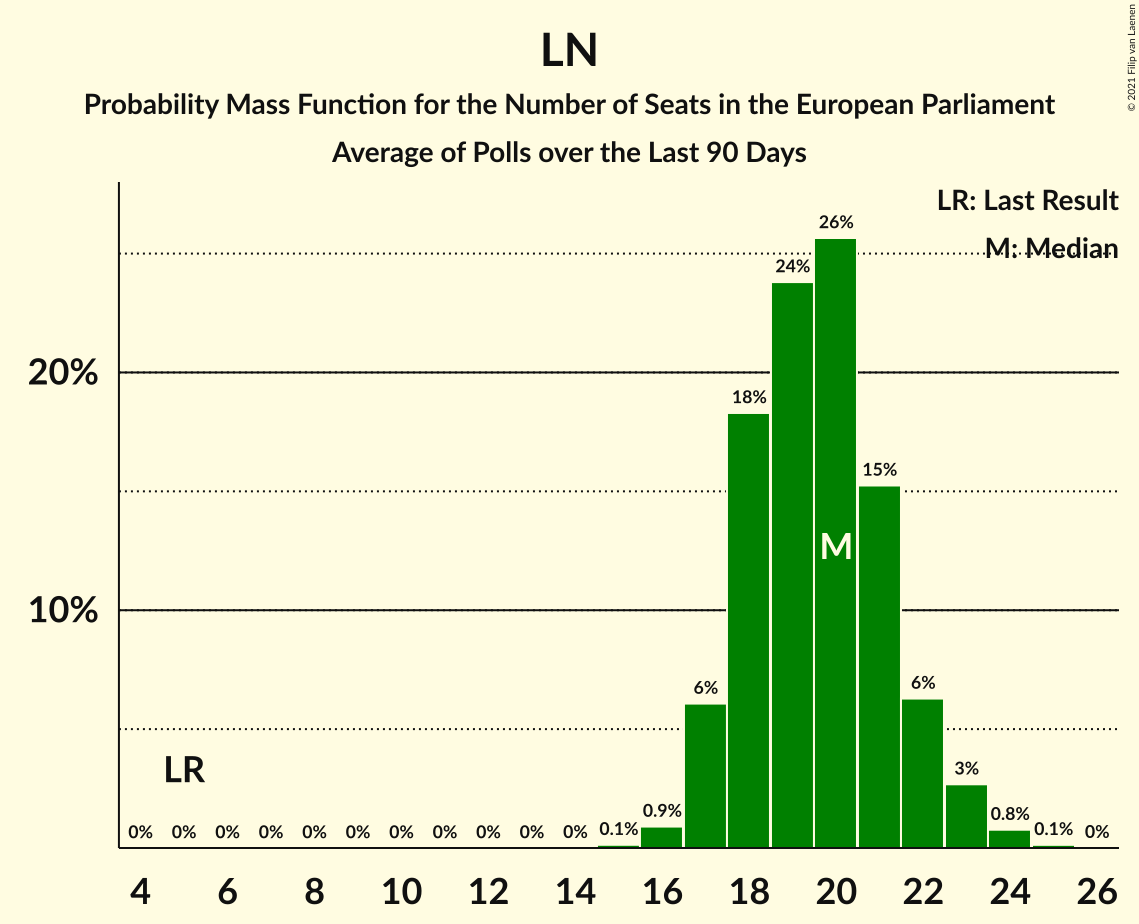 LN
Probability Mass Function for the Number of Seats in the European Parliament
Average of Polls over the Last 90 Days
© 2021 Filip van Laenen
LR: Last Result
M: Median
26%
24%
20%
18%
15%
M
10%
6%
6%
LR
3%
0% 0% 0% 0% 0% 0% 0% 0% 0% 0% 0% 0.1% 0.9% 0.8% 0.1% 0%
4 6 8 10 12 14 16 18 20 22 24 26